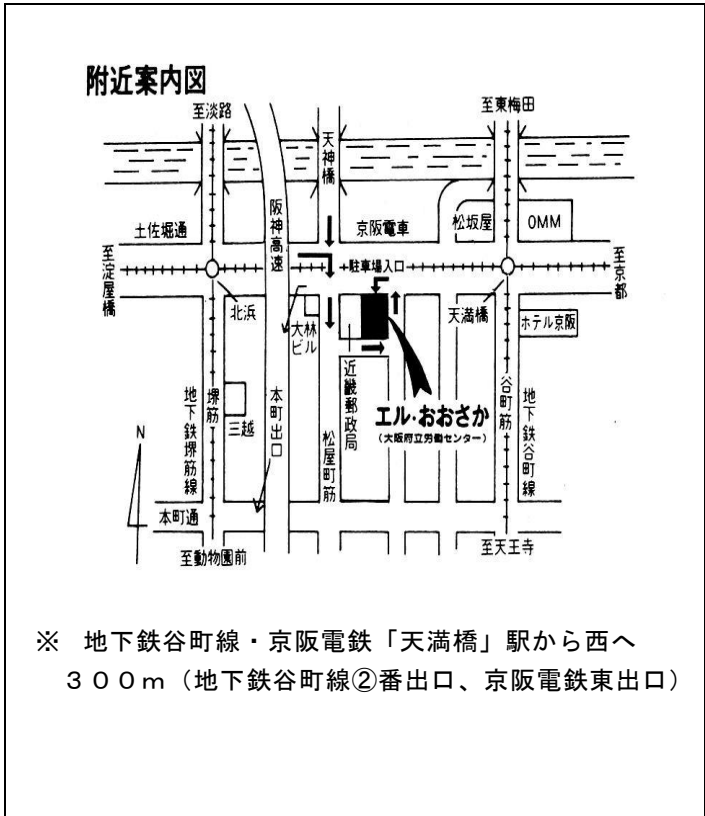 附近案内図
至淡路
至東梅田
天神橋
阪神高速
土佐堀通
京阪電車
松坂屋
OMM
至淀屋橋
駐車場入口
至京都
北浜
大林
ビル
天満橋
ホテル京阪
近畿郵政局
エル・おおさか
(大阪府立労働センター)
地下鉄堺筋線
堺筋
三越
本町出口
松屋町筋
谷町筋
地下鉄谷町線
N
本町通
至動物園前
至天王寺
※ 地下鉄谷町線・京阪電鉄「天満橋」駅から西へ
３００ｍ（地下鉄谷町線②番出口、京阪電鉄東出口）